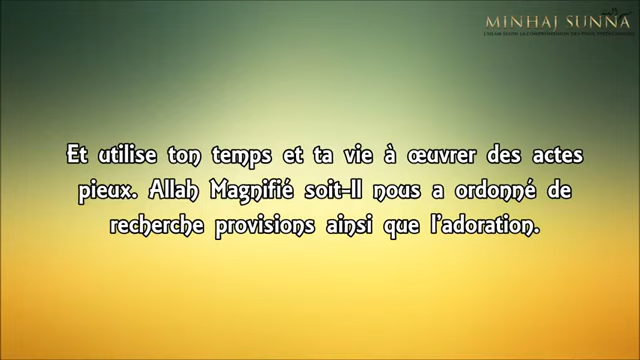 MINHAJ SUNNA
Et utilise ton temps et ta vie à œuvrer des actes
pieux. Allah Magnifié soit-Il nous a ordonné de
recherche provisions ainsi que l'adoration.